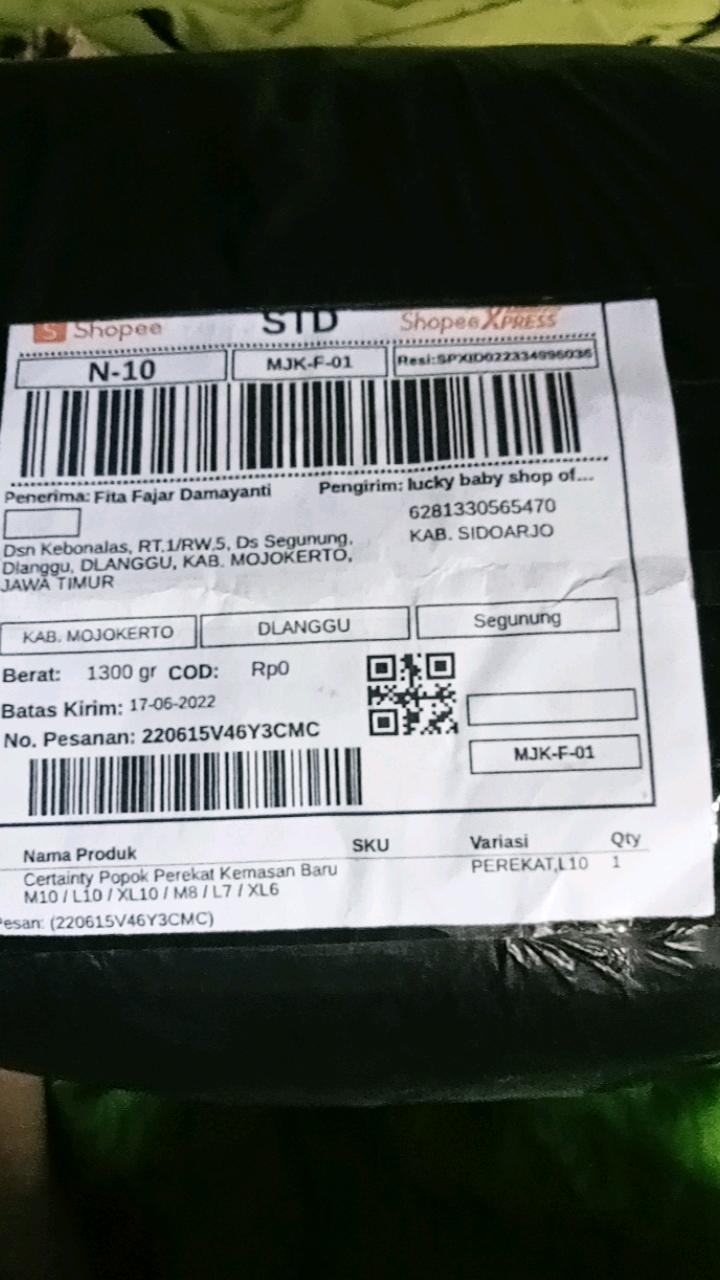 Shopee STD Shopee XPRESS
N-10 MJK-F-01 Resi:SPXID022334996036
Penerima: Fita Fajar Damayanti Pengirim: lucky baby shop of...
6281330565470
Dsn Kebonalas, RT.1/RW.5, Ds Segunung, KAB. SIDOARJO
Dlanggu, DLANGGU, KAB. MOJOKERTO,
JAWA TIMUR
KAB. MOJOKERTO DLANGGU Segunung
Berat: 1300 gr COD: Rp0
Batas Kirim: 17-06-2022
No. Pesanan: 220615V46Y3CMC
MJK-F-01
Nama Produk SKU Variasi Qty
Certainty Popok Perekat Kemasan Baru PEREKAT,L10 1
M10 / L10 / XL10 / M8 / L7 / XL6
Pesan: (220615V46Y3CMC)